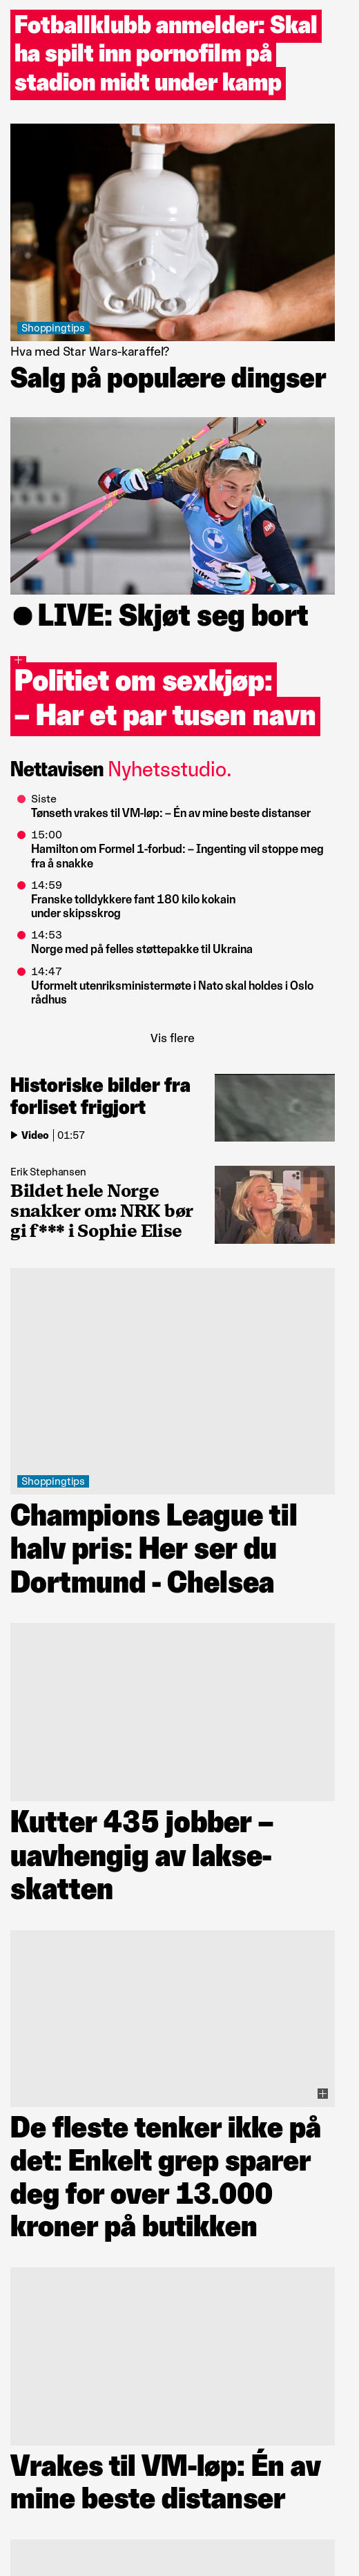 Fotballklubb anmelder: Skal
ha spilt inn pornofilm på
stadion midt under kamp
Shoppingtips
Hva med Star Wars-karaffel?
Salg på populære dingser
LIVE: Skjøt seg bort
Politiet om sexkjøp:
– Har et par tusen navn
Nettavisen Nyhetsstudio.
Siste
Tønseth vrakes til VM-løp: – Én av mine beste distanser
15:00
Hamilton om Formel 1-forbud: – Ingenting vil stoppe meg
fra å snakke
14:59
Franske tolldykkere fant 180 kilo kokain
under skipsskrog
14:53
Norge med på felles støttepakke til Ukraina
14:47
Uformelt utenriksministermøte i Nato skal holdes i Oslo
rådhus
Vis flere
Historiske bilder fra
forliset frigjort
Video | 01:57
Erik Stephansen
Bildet hele Norge
snakker om: NRK bør
gi f*** i Sophie Elise
Shoppingtips
Champions League til
halv pris: Her ser du
Dortmund - Chelsea
Kutter 435 jobber –
uavhengig av lakse-
skatten
De fleste tenker ikke på
det: Enkelt grep sparer
deg for over 13.000
kroner på butikken
Vrakes til VM-løp: Én av
mine beste distanser